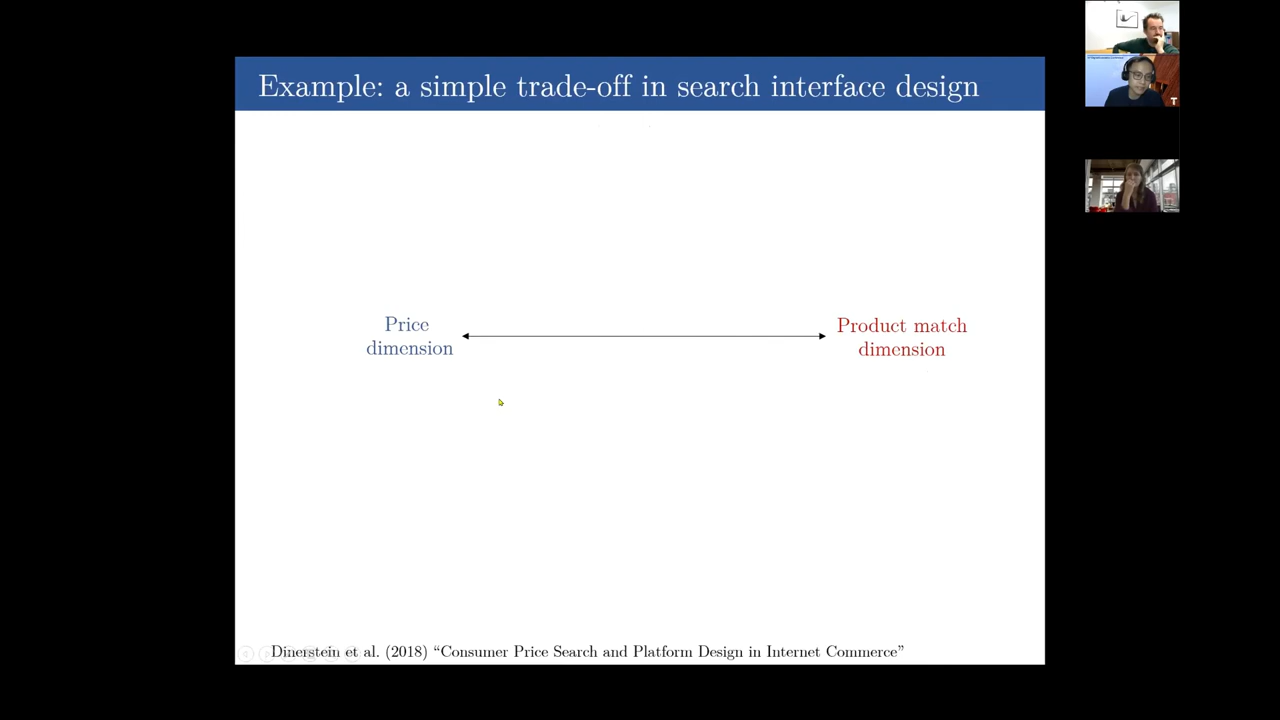 Example: a simple trade-off in search interface design
Price
dimension
Product match
dimension
Dinerstein et al. (2018) “Consumer Price Search and Platform Design in Internet Commerce”
T